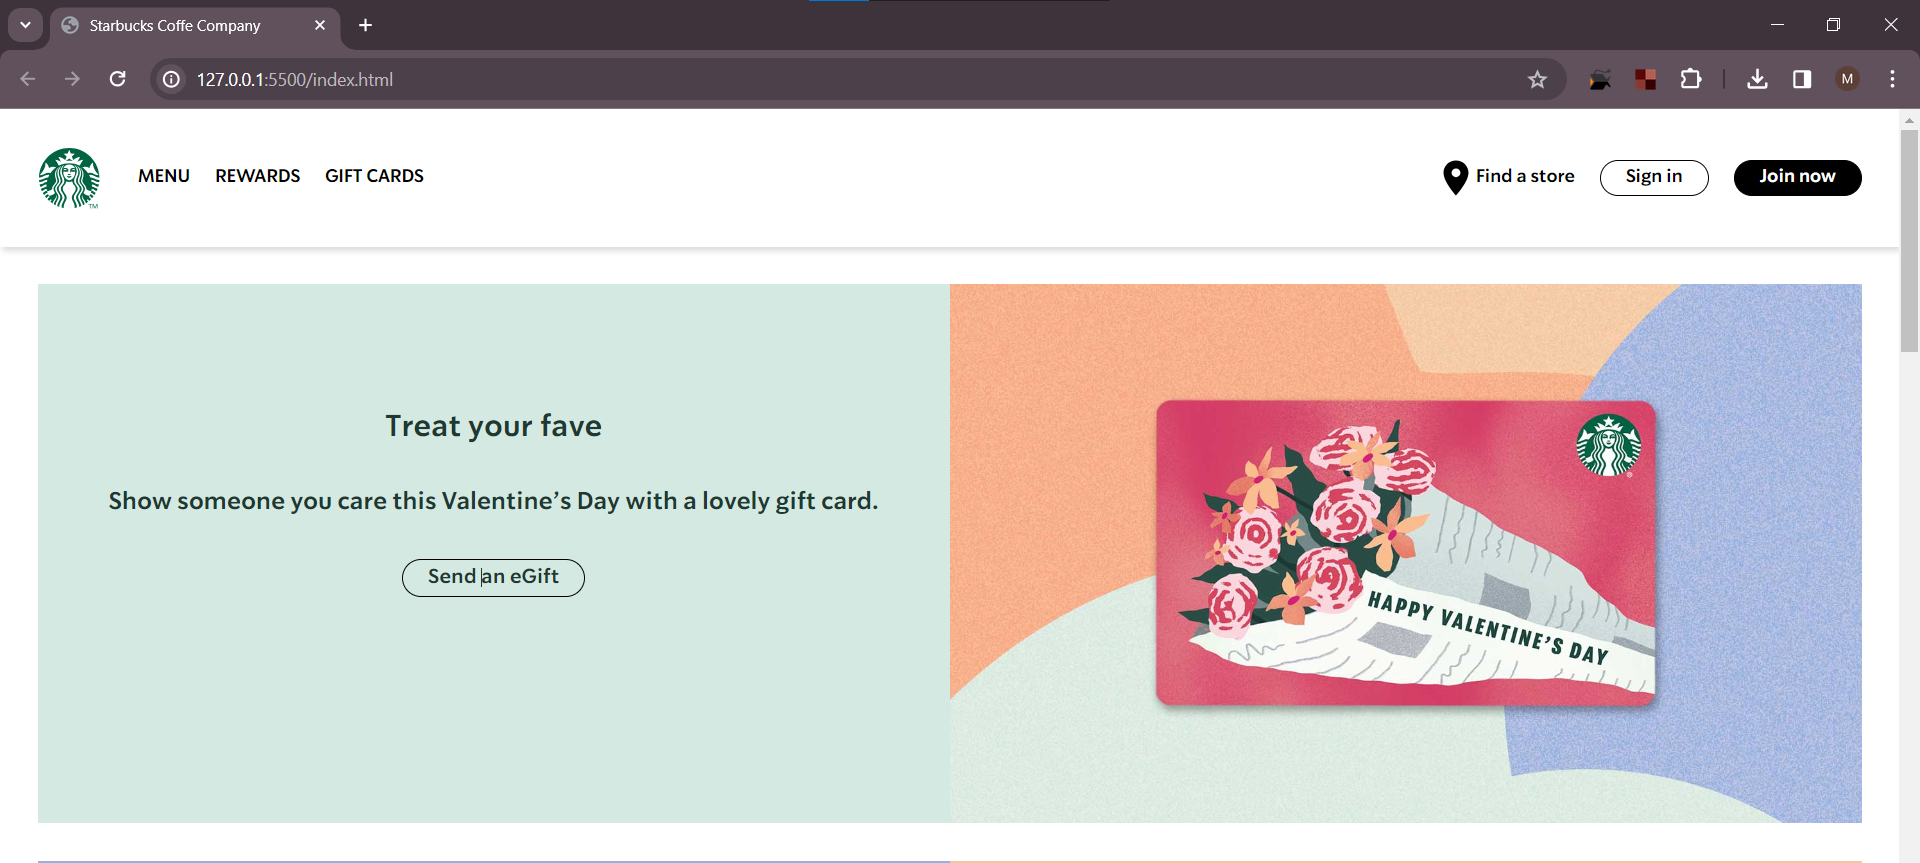 Starbucks Coffe Company
127.0.0.1:5500/index.html
M
MENU REWARDS GIFT CARDS Find a store Sign in Join now
TM
Treat your fave
Show someone you care this Valentine’s Day with a lovely gift card.
Send an eGift
HAPPY VALENTINE’S DAY